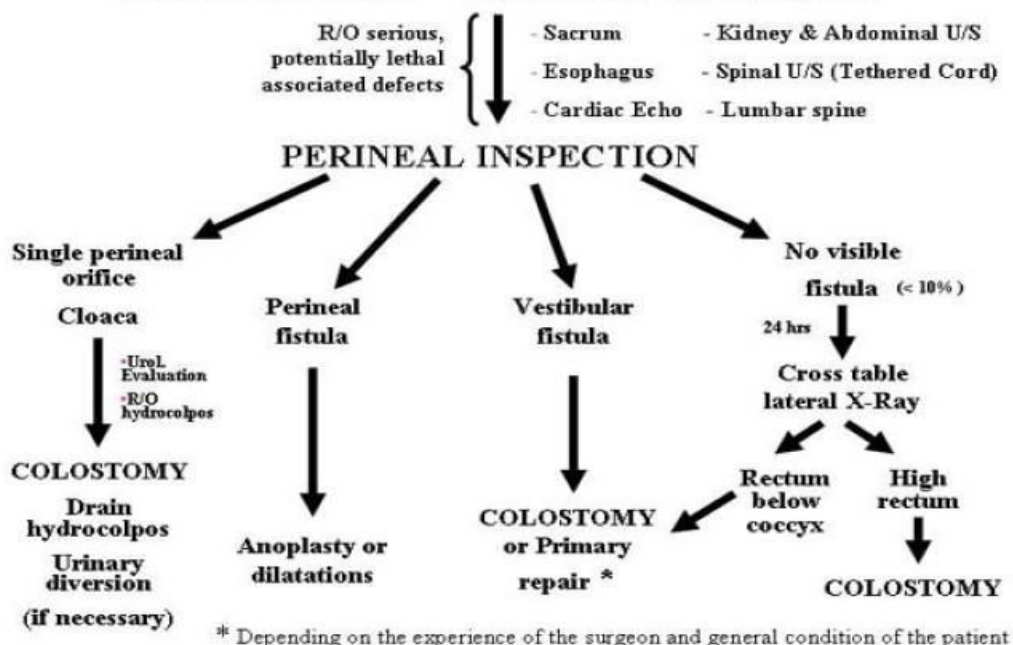 R/O serious,
potentially lethal
associated defects
- Sacrum
- Esophagus
- Cardiac Echo
- Kidney & Abdominal U/S
- Spinal U/S (Tethered Cord)
- Lumbar spine
PERINEAL INSPECTION
Single perineal
orifice
Cloaca
•Urol.
Evaluation
•R/O
hydrocolpos
COLOSTOMY
Drain
hydrocolpos
Urinary
diversion
(if necessary)
Perineal
fistula
Anoplasty or
dilatations
Vestibular
fistula
COLOSTOMY
or Primary
repair *
No visible
fistula (< 10%)
24 hrs
Cross table
lateral X-Ray
Rectum
below
coccyx
High
rectum
COLOSTOMY
* Depending on the experience of the surgeon and general condition of the patient